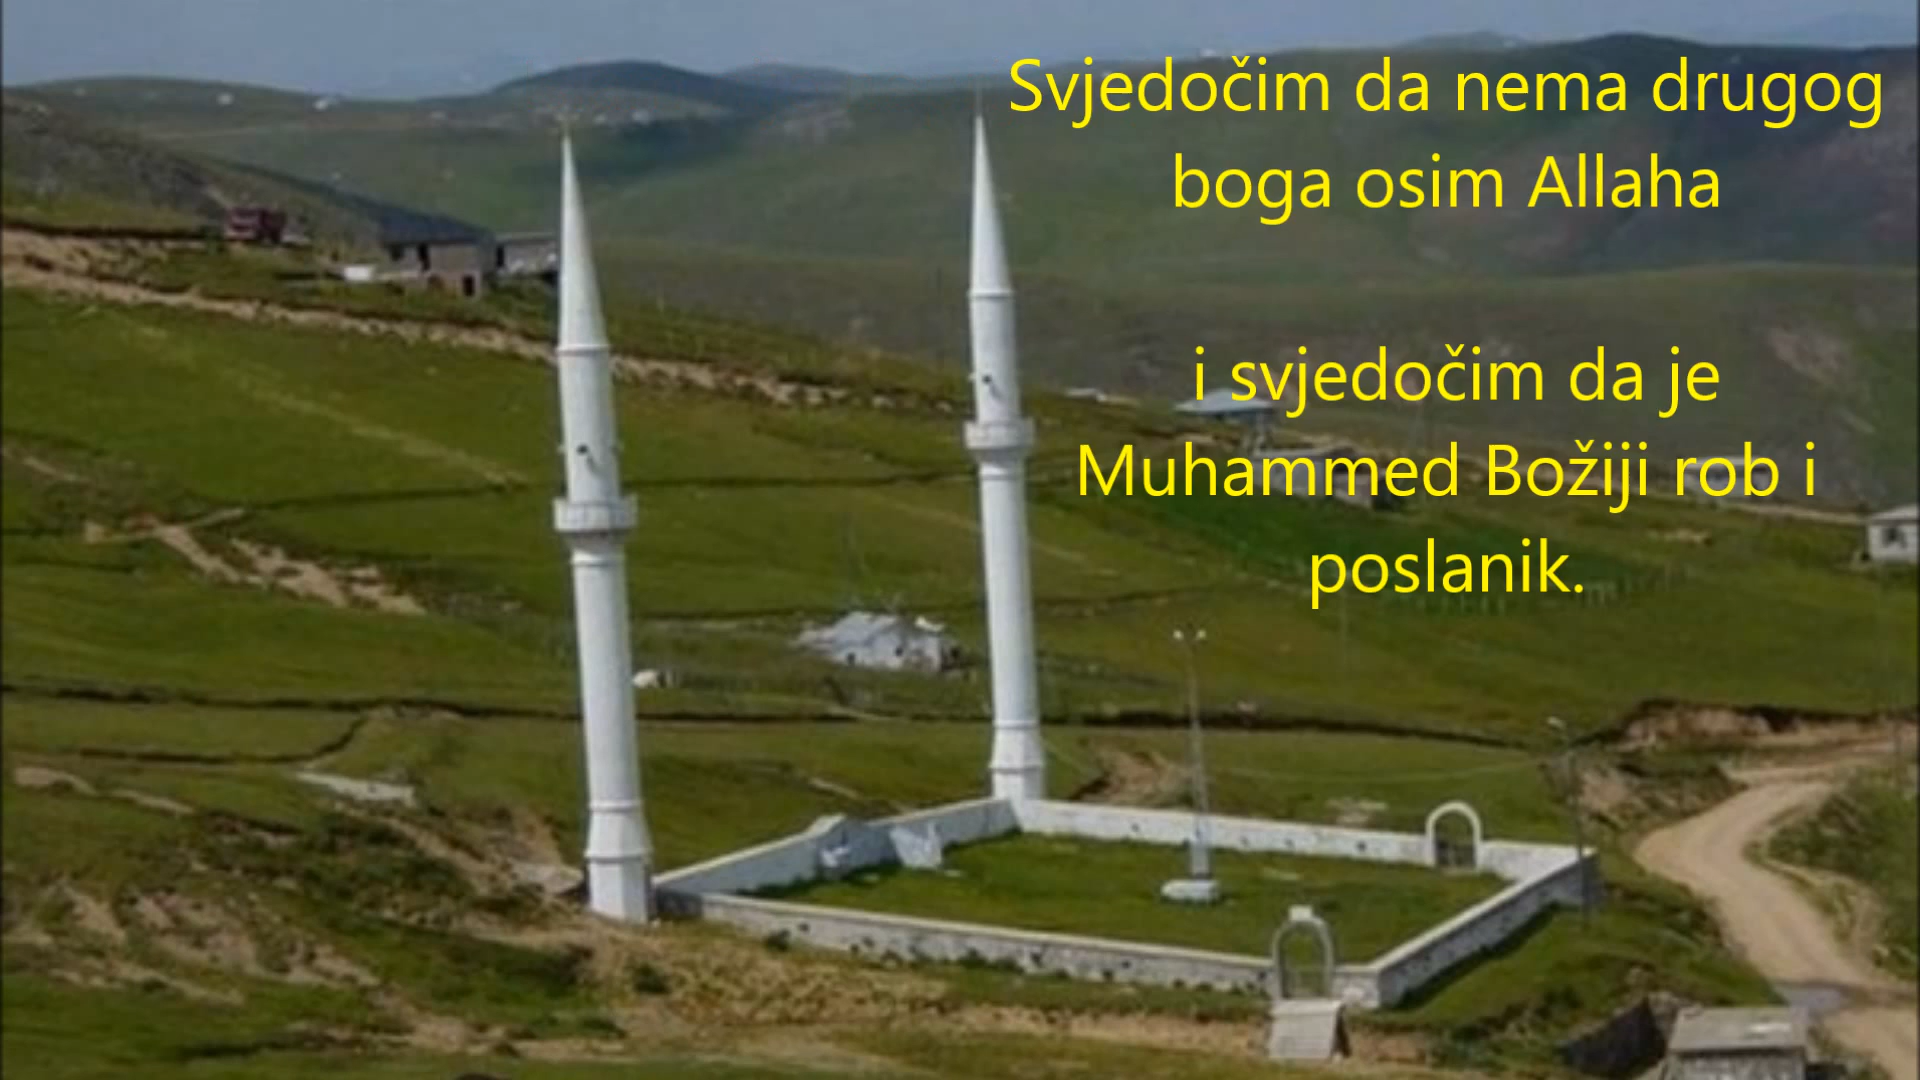 Svjedočim da nema drugog
boga osim Allaha
i svjedočim da je
Muhammed Božiji rob i
poslanik.